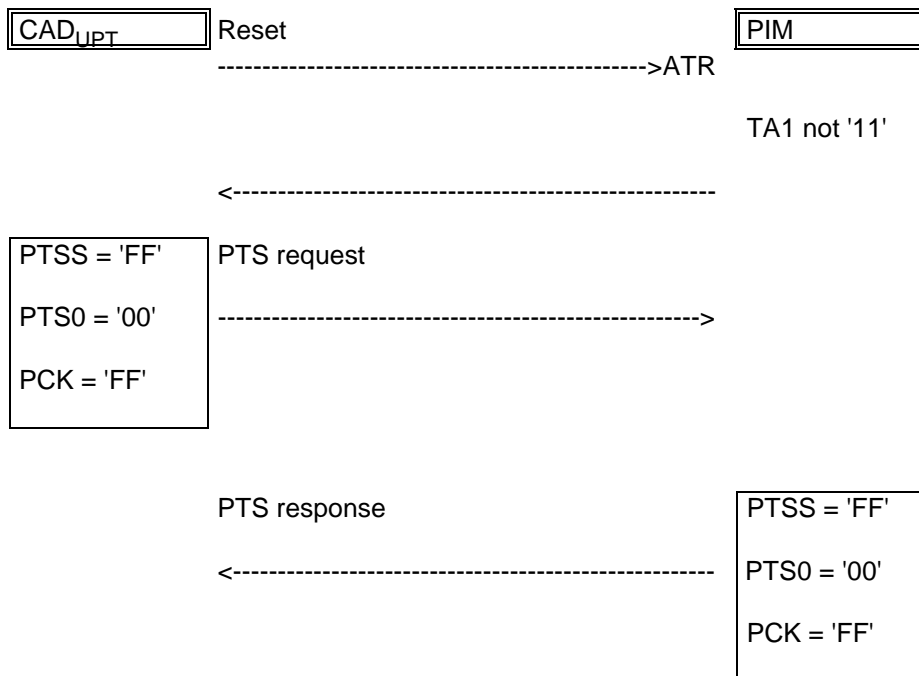 CADUPT Reset PIM
----------------------------------------------->ATR
TA1 not '11'
<-----------------------------------------------------
PTSS = 'FF' PTS request
PTS0 = '00' ----------------------------------------------------->
PCK = 'FF'
PTS response PTSS = 'FF'
<----------------------------------------------------- PTS0 = '00'
PCK = 'FF'